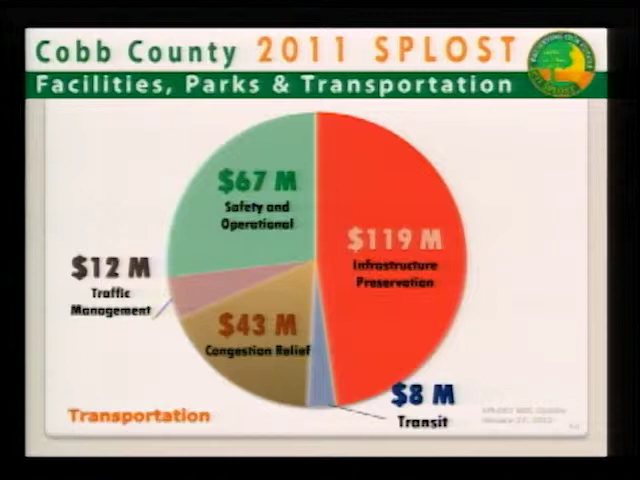 Cobb County 2011 SPLOST
Facilities, Parks & Transportation
$67 M
Safety and
Operational
$119 M
Infrastructure
Preservation
$12 M
Traffic
Management
$43 M
Congestion Relief
$8 M
Transit
Transportation